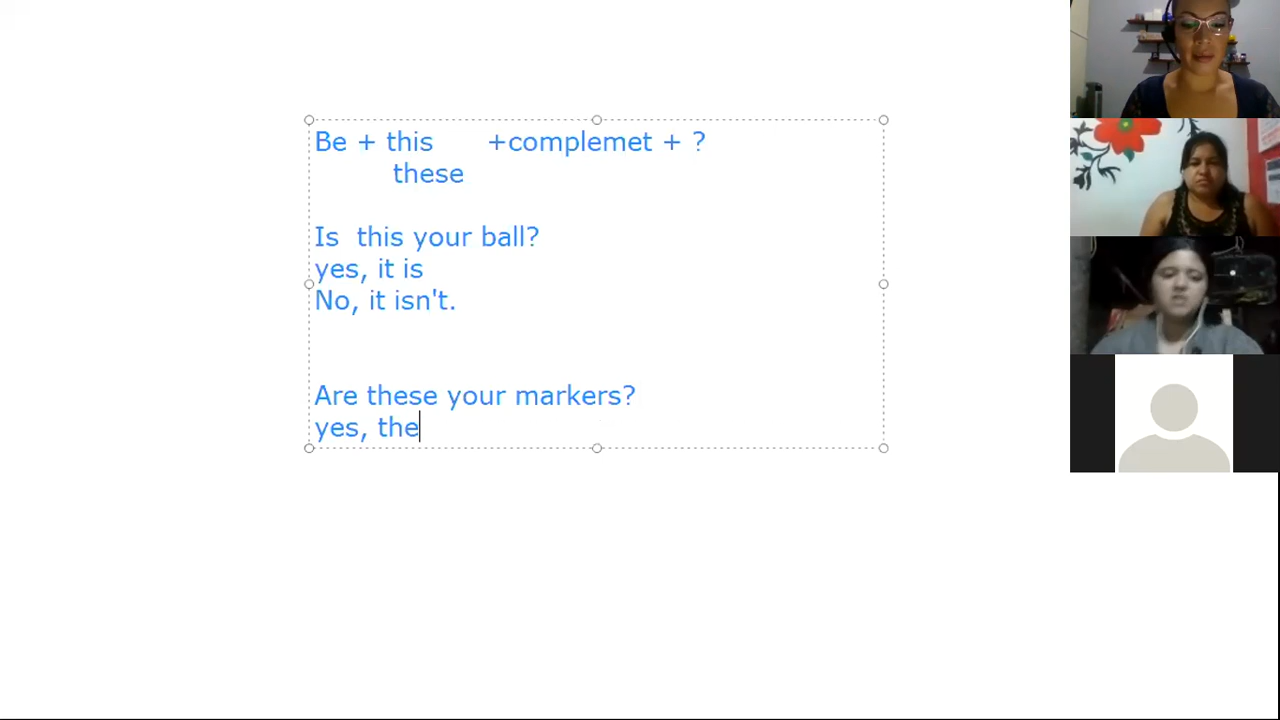 Be + this +complemet + ?
these
Is this your ball?
yes, it is
No, it isn't.
Are these your markers?
yes, the